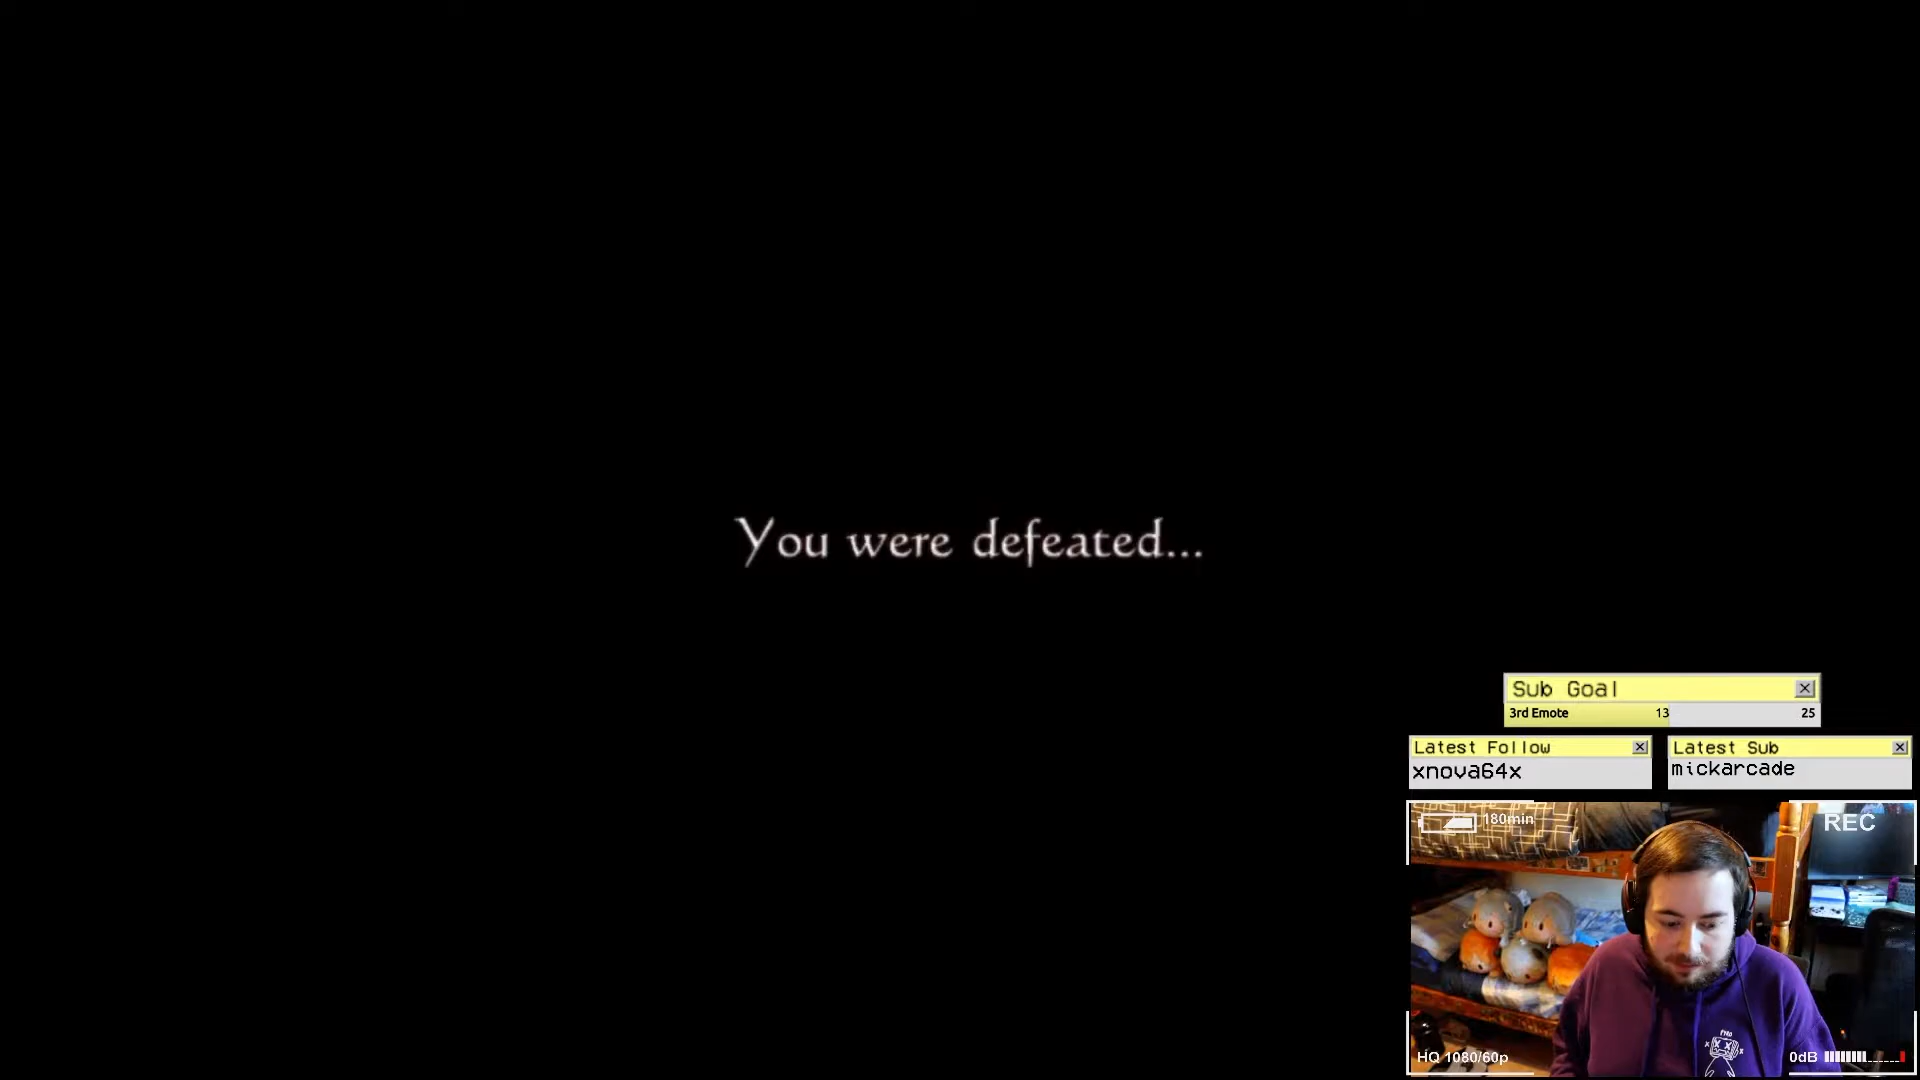 You were defeated...
Sub Goal
3rd Emote 13 25
Latest Follow
xnova64x
Latest Sub
mickarcade
180min
REC
HQ 1080/60p
0dB